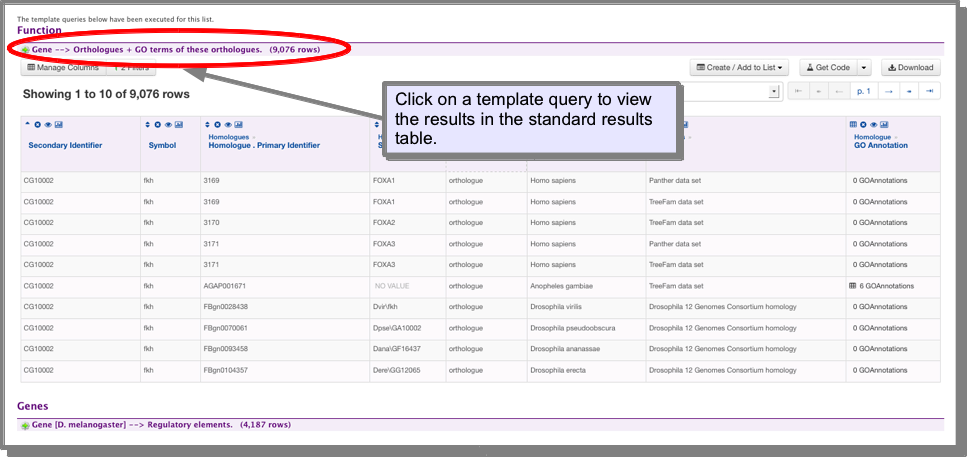 The template queries below have been executed for this list.
Function
Gene --> Orthologues + GO terms of these orthologues. (9,076 rows)
Manage Columns 2 Filters
Create / Add to List Get Code Download
Showing 1 to 10 of 9,076 rows
p. 1
Click on a template query to view
the results in the standard results
table.
Homologues Homologue
Secondary Identifier Symbol Homologue . Primary Identifier GO Annotation
CG10002 fkh 3169 FOXA1 orthologue Homo sapiens Panther data set 0 GOAnnotations
CG10002 fkh 3169 FOXA1 orthologue Homo sapiens TreeFam data set 0 GOAnnotations
CG10002 fkh 3170 FOXA2 orthologue Homo sapiens TreeFam data set 0 GOAnnotations
CG10002 fkh 3171 FOXA3 orthologue Homo sapiens Panther data set 0 GOAnnotations
CG10002 fkh 3171 FOXA3 orthologue Homo sapiens TreeFam data set 0 GOAnnotations
CG10002 fkh AGAP001671 NO VALUE orthologue Anopheles gambiae TreeFam data set 6 GOAnnotations
CG10002 fkh FBgn0028438 Dvir\fkh orthologue Drosophila virilis Drosophila 12 Genomes Consortium homology 0 GOAnnotations
CG10002 fkh FBgn0070061 Dpse\GA10002 orthologue Drosophila pseudoobscura Drosophila 12 Genomes Consortium homology 0 GOAnnotations
CG10002 fkh FBgn0093458 Dana\GF16437 orthologue Drosophila ananassae Drosophila 12 Genomes Consortium homology 0 GOAnnotations
CG10002 fkh FBgn0104357 Dere\GG12065 orthologue Drosophila erecta Drosophila 12 Genomes Consortium homology 0 GOAnnotations
Genes
Gene [D. melanogaster] --> Regulatory elements. (4,187 rows)